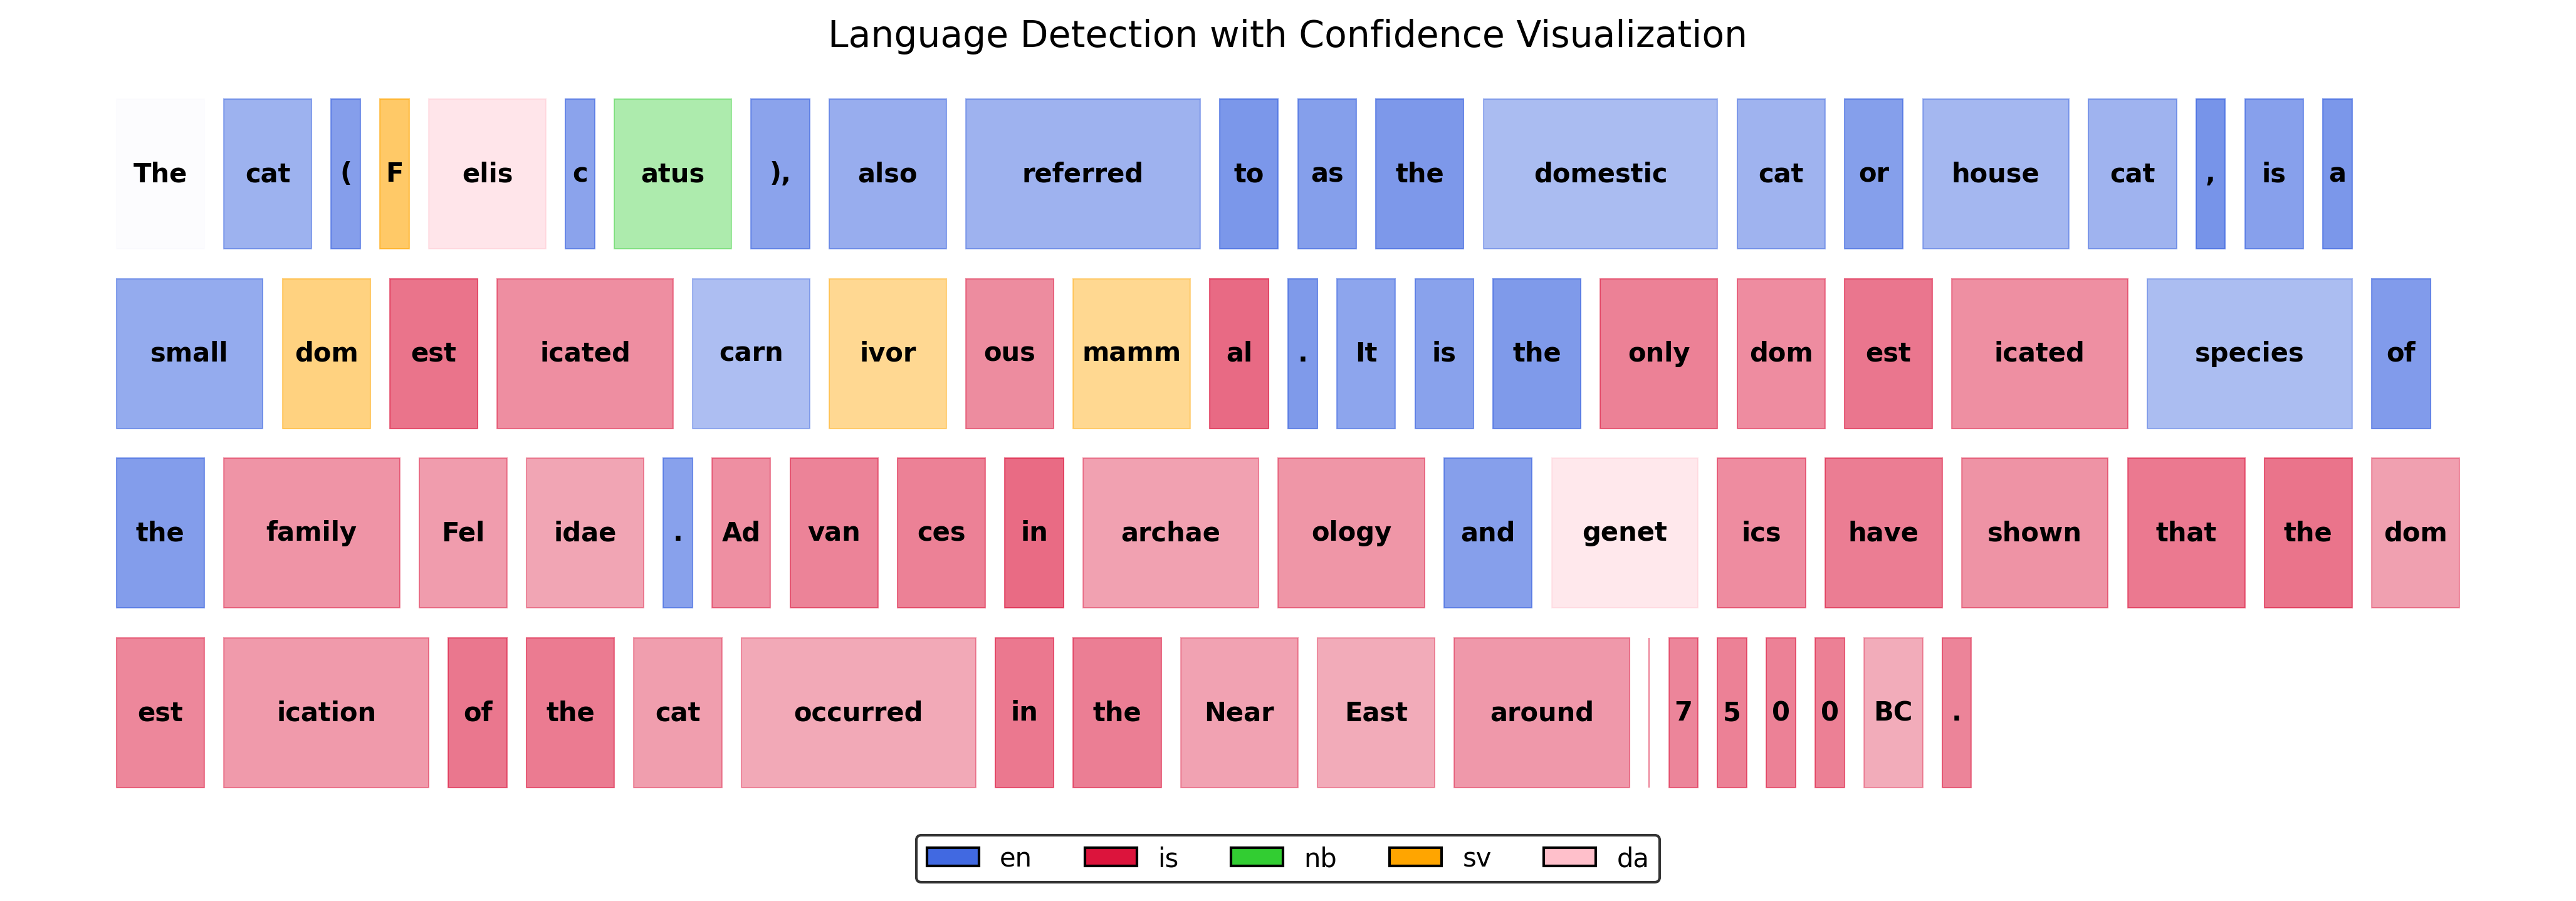 Language Detection with Confidence Visualization
The cat ( F elis c atus ), also referred to as the domestic cat or house cat , is a
small dom est icated carn ivor ous mamm al . It is the only dom est icated species of
the family Fel idae . Ad van ces in archae ology and genet ics have shown that the dom
est ication of the cat occurred in the Near East around 7 5 0 0 BC .
en is nb sv da